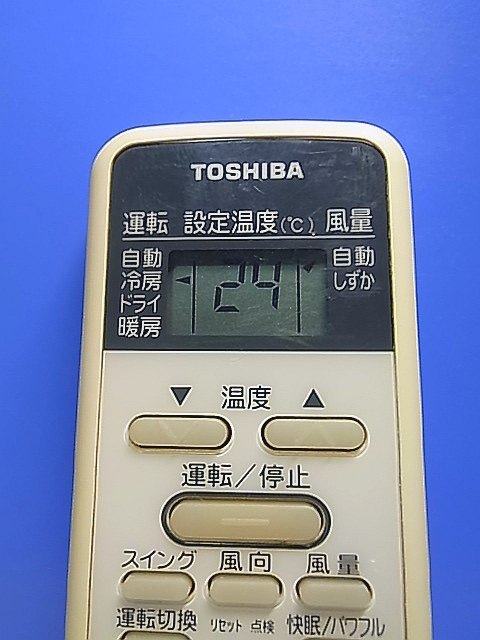 TOSHIBA
運転 設定温度(℃) 風量
自動 自動
冷房 24 しずか
ドライ
暖房
▼ 温度 ▲
運転/停止
スイング 風向 風量
運転切換 リセット 点検 快眠/パワフル